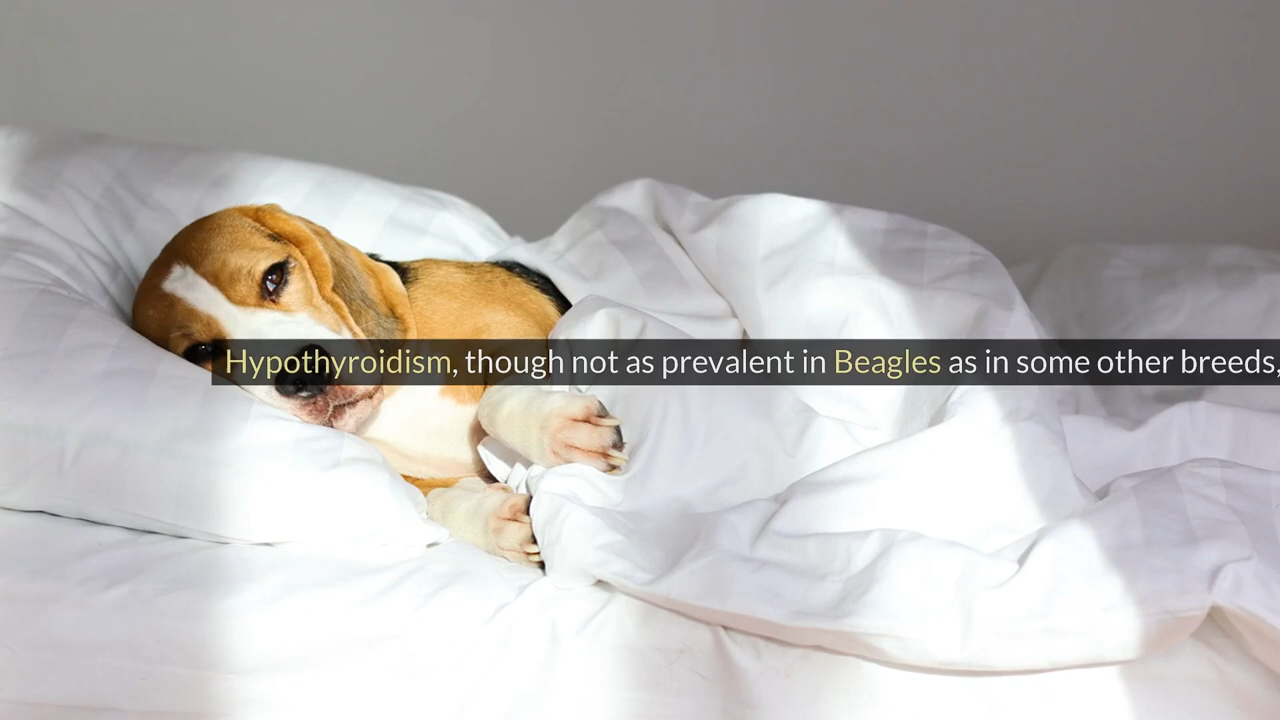 Hypothyroidism, though not as prevalent in Beagles as in some other breeds,